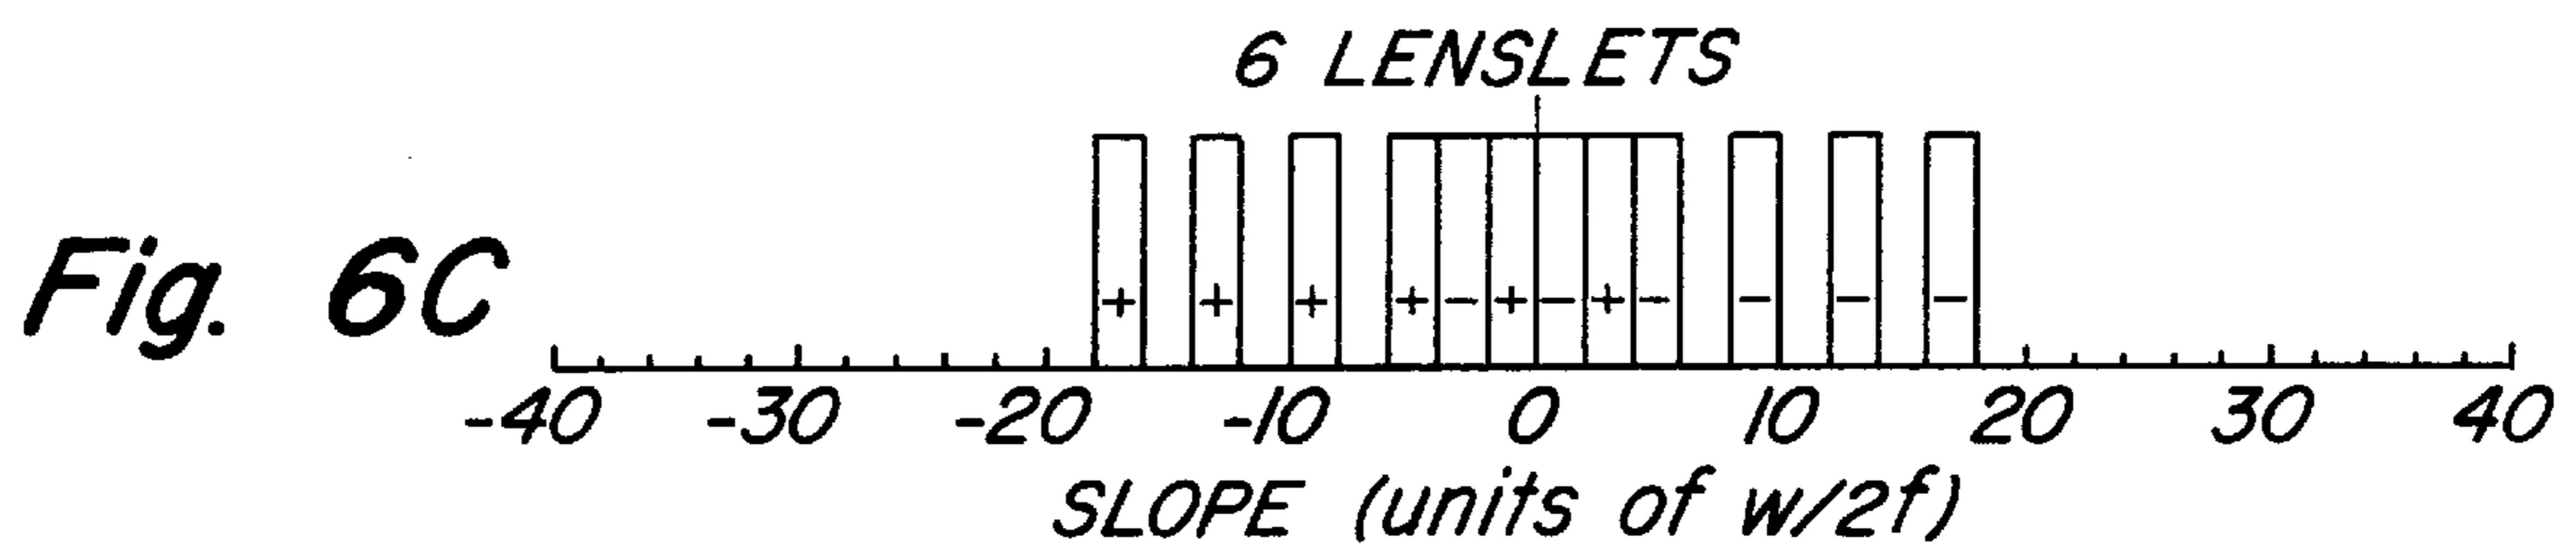 6 LENSLETS
+ + + + - + - + - - - -
Fig. 6C
-40 -30 -20 -10 0 10 20 30 40
SLOPE (units of w/2f)